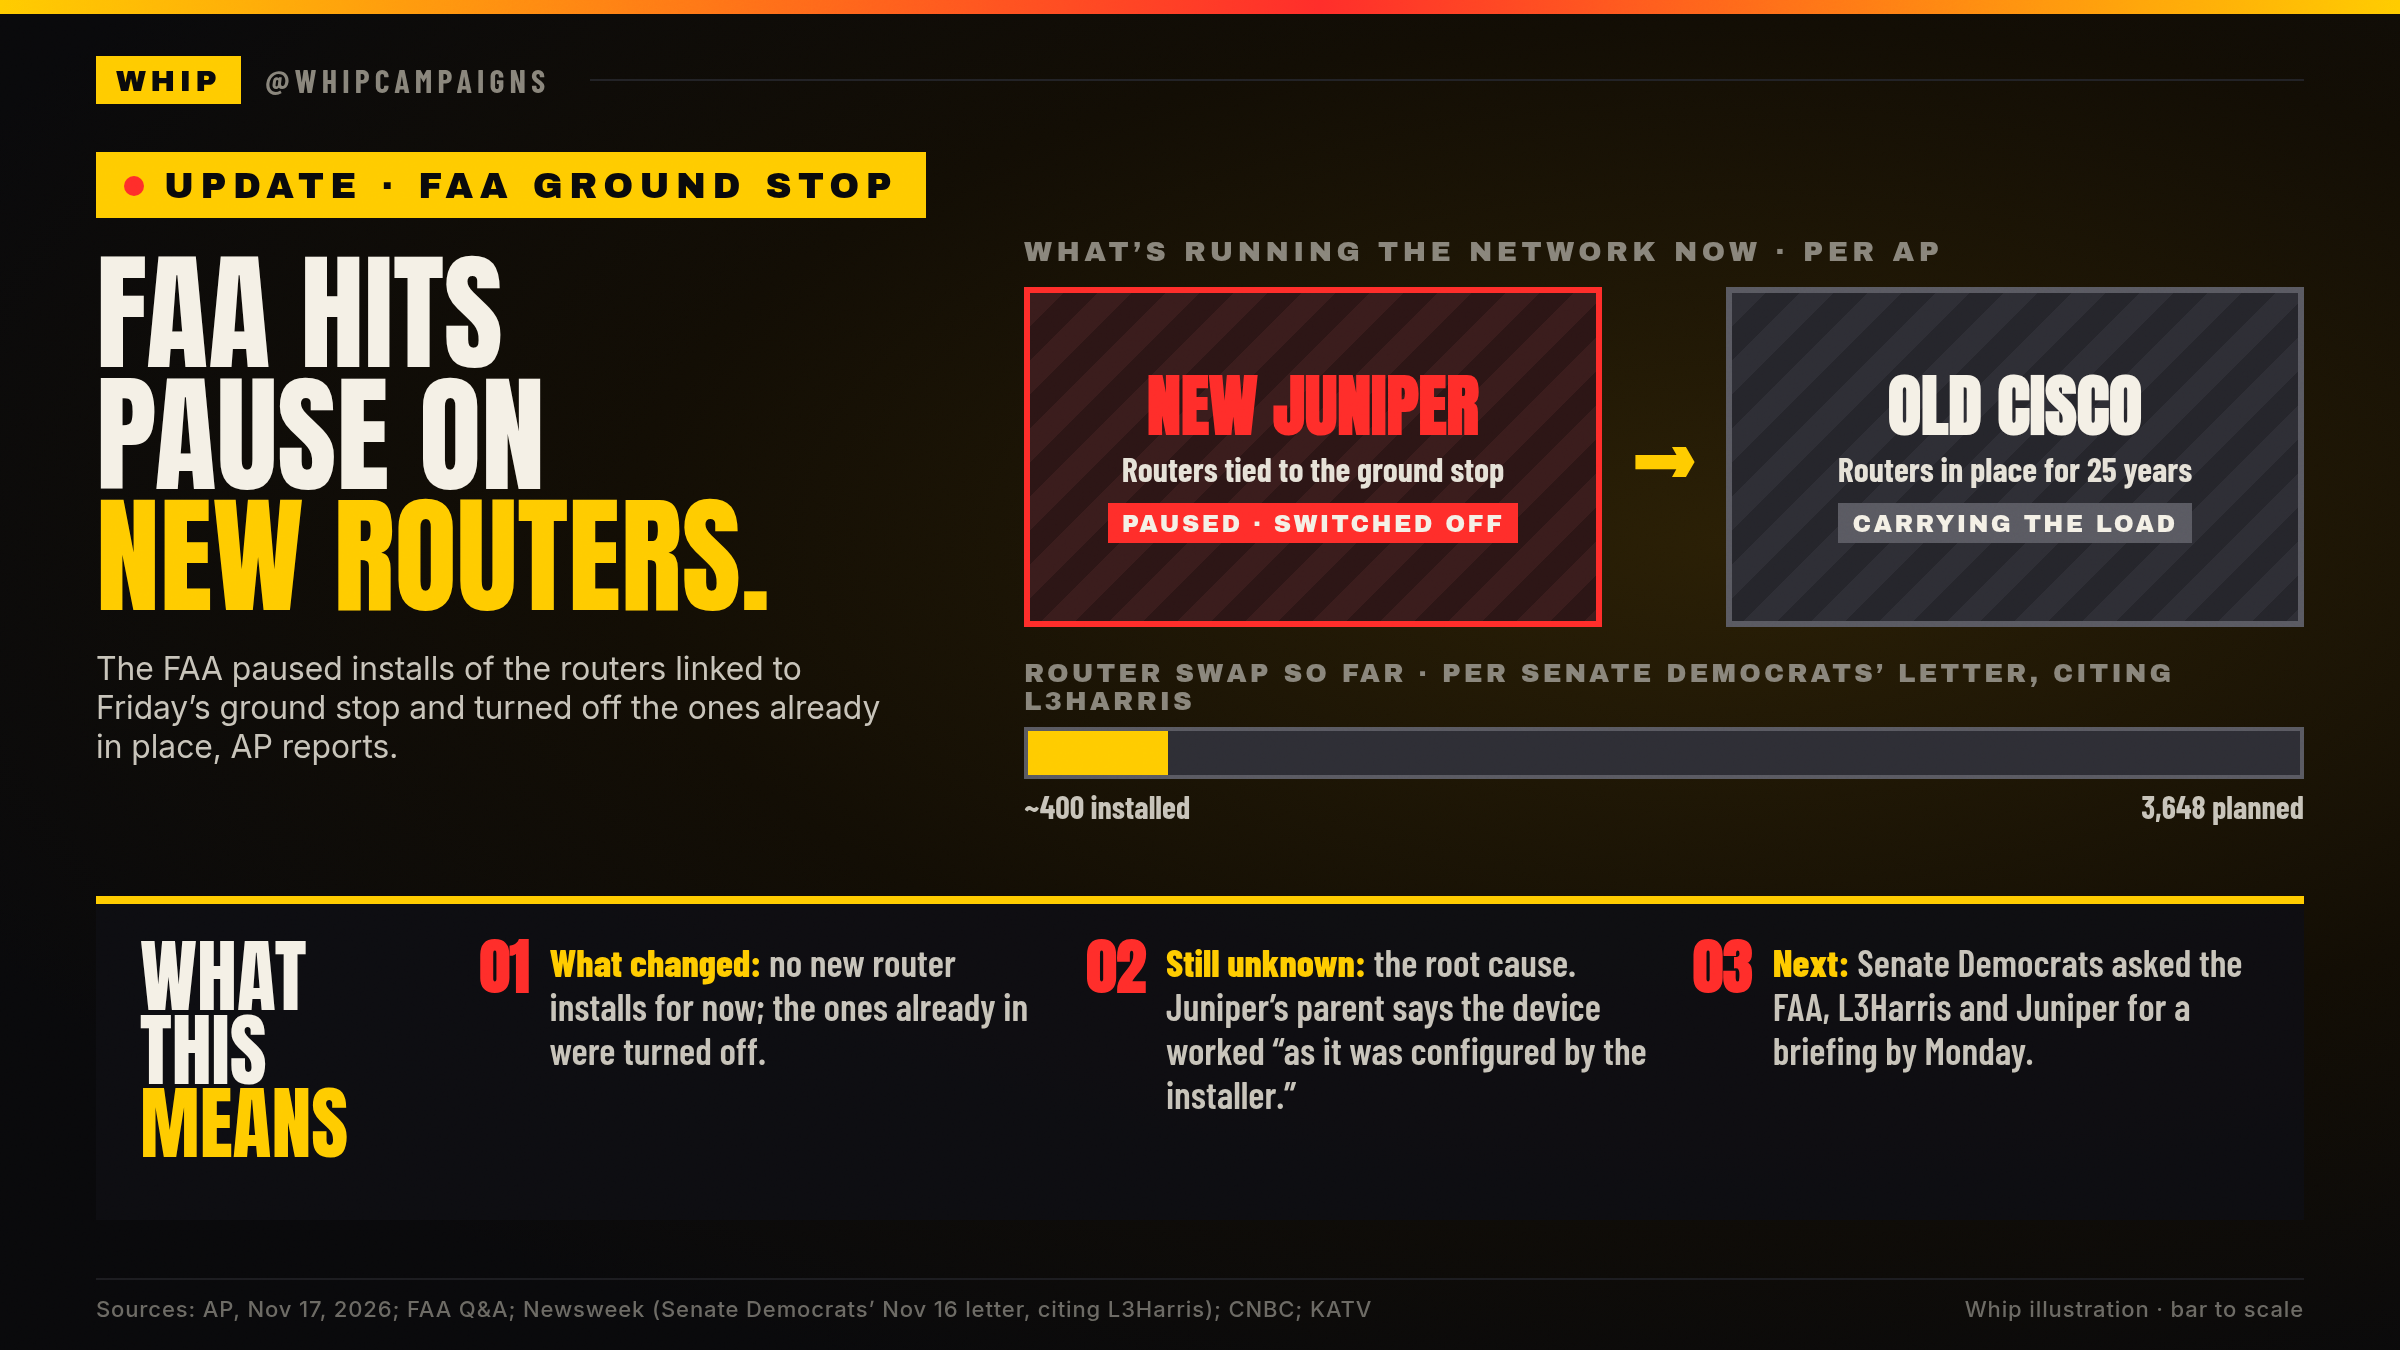 WHIP @WHIPCAMPAIGNS
UPDATE · FAA GROUND STOP
FAA HITS
PAUSE ON
NEW ROUTERS.
The FAA paused installs of the routers linked to
Friday’s ground stop and turned off the ones already
in place, AP reports.
WHAT’S RUNNING THE NETWORK NOW · PER AP
NEW JUNIPER
Routers tied to the ground stop
PAUSED · SWITCHED OFF
→
OLD CISCO
Routers in place for 25 years
CARRYING THE LOAD
ROUTER SWAP SO FAR · PER SENATE DEMOCRATS’ LETTER, CITING
L3HARRIS
~400 installed
3,648 planned
WHAT
THIS
MEANS
01
What changed: no new router
installs for now; the ones already in
were turned off.
02
Still unknown: the root cause.
Juniper’s parent says the device
worked “as it was configured by the
installer.”
03
Next: Senate Democrats asked the
FAA, L3Harris and Juniper for a
briefing by Monday.
Sources: AP, Nov 17, 2026; FAA Q&A; Newsweek (Senate Democrats’ Nov 16 letter, citing L3Harris); CNBC; KATV
Whip illustration · bar to scale